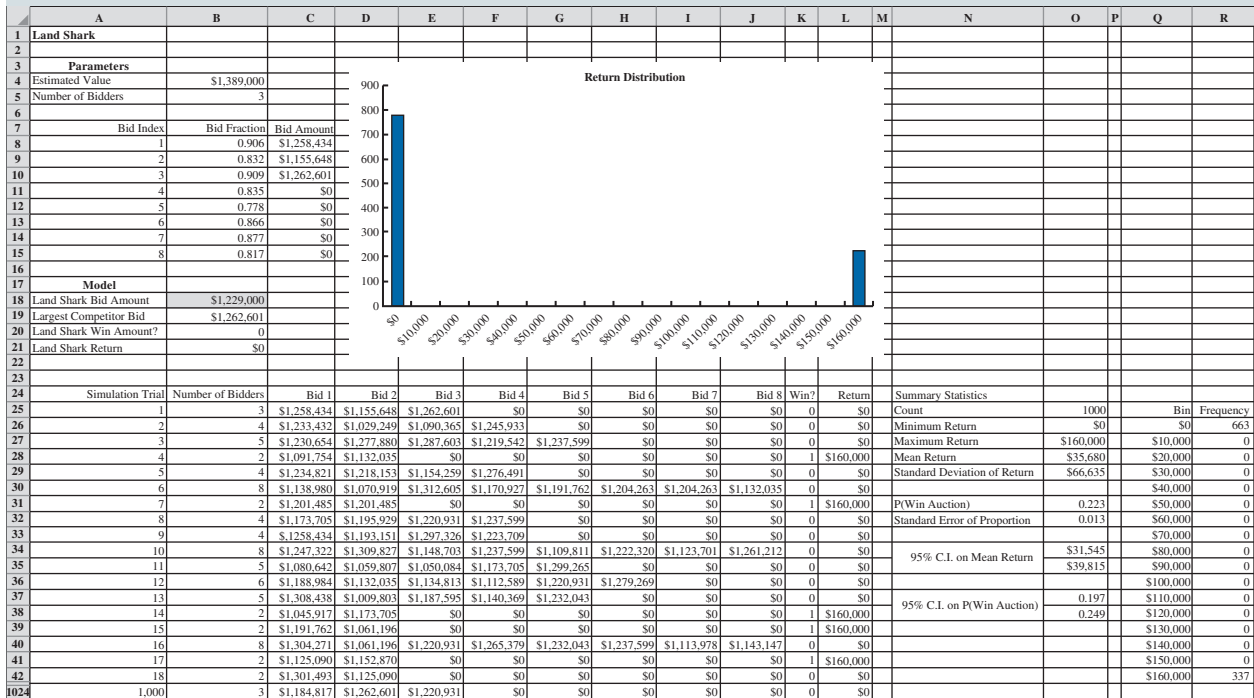 A B C D E F G H I J K L M N O P Q R
1 Land Shark
2
3 Parameters
4 Estimated Value $1,389,000
5 Number of Bidders 3
6
7 Bid Index Bid Fraction Bid Amount
8 1 0.906 $1,258,434
9 2 0.832 $1,155,648
10 3 0.909 $1,262,601
11 4 0.835 $0
12 5 0.778 $0
13 6 0.866 $0
14 7 0.877 $0
15 8 0.817 $0
16
17 Model
18 Land Shark Bid Amount $1,229,000
19 Largest Competitor Bid $1,262,601
20 Land Shark Win Amount? 0
21 Land Shark Return $0
22
23
Return Distribution
900
800
700
600
500
400
300
200
100
0
$0 $10,000 $20,000 $30,000 $40,000 $50,000 $60,000 $70,000 $80,000 $90,000 $100,000 $110,000 $120,000 $130,000 $140,000 $150,000 $160,000
24 Simulation Trial Number of Bidders Bid 1 Bid 2 Bid 3 Bid 4 Bid 5 Bid 6 Bid 7 Bid 8 Win? Return Summary Statistics
25 1 3 $1,258,434 $1,155,648 $1,262,601 $0 $0 $0 $0 $0 0 $0 Count 1000 Bin Frequency
26 2 4 $1,233,432 $1,029,249 $1,090,365 $1,245,933 $0 $0 $0 $0 0 $0 Minimum Return $0 $0 663
27 3 5 $1,230,654 $1,277,880 $1,287,603 $1,219,542 $1,237,599 $0 $0 $0 0 $0 Maximum Return $160,000 $10,000 0
28 4 2 $1,091,754 $1,132,035 $0 $0 $0 $0 $0 $0 1 $160,000 Mean Return $35,680 $20,000 0
29 5 4 $1,234,821 $1,218,153 $1,154,259 $1,276,491 $0 $0 $0 $0 0 $0 Standard Deviation of Return $66,635 $30,000 0
30 6 8 $1,138,980 $1,070,919 $1,312,605 $1,170,927 $1,191,762 $1,204,263 $1,204,263 $1,132,035 0 $0 $40,000 0
31 7 2 $1,201,485 $1,201,485 $0 $0 $0 $0 $0 $0 1 $160,000 P(Win Auction) 0.223 $50,000 0
32 8 4 $1,173,705 $1,195,929 $1,220,931 $1,237,599 $0 $0 $0 $0 0 $0 Standard Error of Proportion 0.013 $60,000 0
33 9 4 $,1258,434 $1,193,151 $1,297,326 $1,223,709 $0 $0 $0 $0 0 $0 $70,000 0
34 10 8 $1,247,322 $1,309,827 $1,148,703 $1,237,599 $1,109,811 $1,222,320 $1,123,701 $1,261,212 0 $0 95% C.I. on Mean Return $31,545 $80,000 0
35 11 5 $1,080,642 $1,059,807 $1,050,084 $1,173,705 $1,299,265 $0 $0 $0 0 $0 $39,815 $90,000 0
36 12 6 $1,188,984 $1,132,035 $1,134,813 $1,112,589 $1,220,931 $1,279,269 $0 $0 0 $0 $100,000 0
37 13 5 $1,308,438 $1,009,803 $1,187,595 $1,140,369 $1,232,043 $0 $0 $0 0 $0 95% C.I. on P(Win Auction) 0.197 $110,000 0
38 14 2 $1,045,917 $1,173,705 $0 $0 $0 $0 $0 $0 1 $160,000 0.249 $120,000 0
39 15 2 $1,191,762 $1,061,196 $0 $0 $0 $0 $0 $0 1 $160,000 $130,000 0
40 16 8 $1,304,271 $1,061,196 $1,220,931 $1,265,379 $1,232,043 $1,237,599 $1,113,978 $1,143,147 0 $0 $140,000 0
41 17 2 $1,125,090 $1,152,870 $0 $0 $0 $0 $0 $0 1 $160,000 $150,000 0
42 18 2 $1,301,493 $1,125,090 $0 $0 $0 $0 $0 $0 0 $0 $160,000 337
1024 1,000 3 $1,184,817 $1,262,601 $1,220,931 $0 $0 $0 $0 $0 0 $0